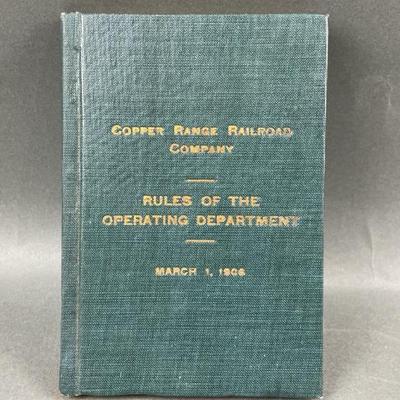 COPPER RANGE RAILROAD
COMPANY
RULES OF THE
OPERATING DEPARTMENT
MARCH 1, 1906